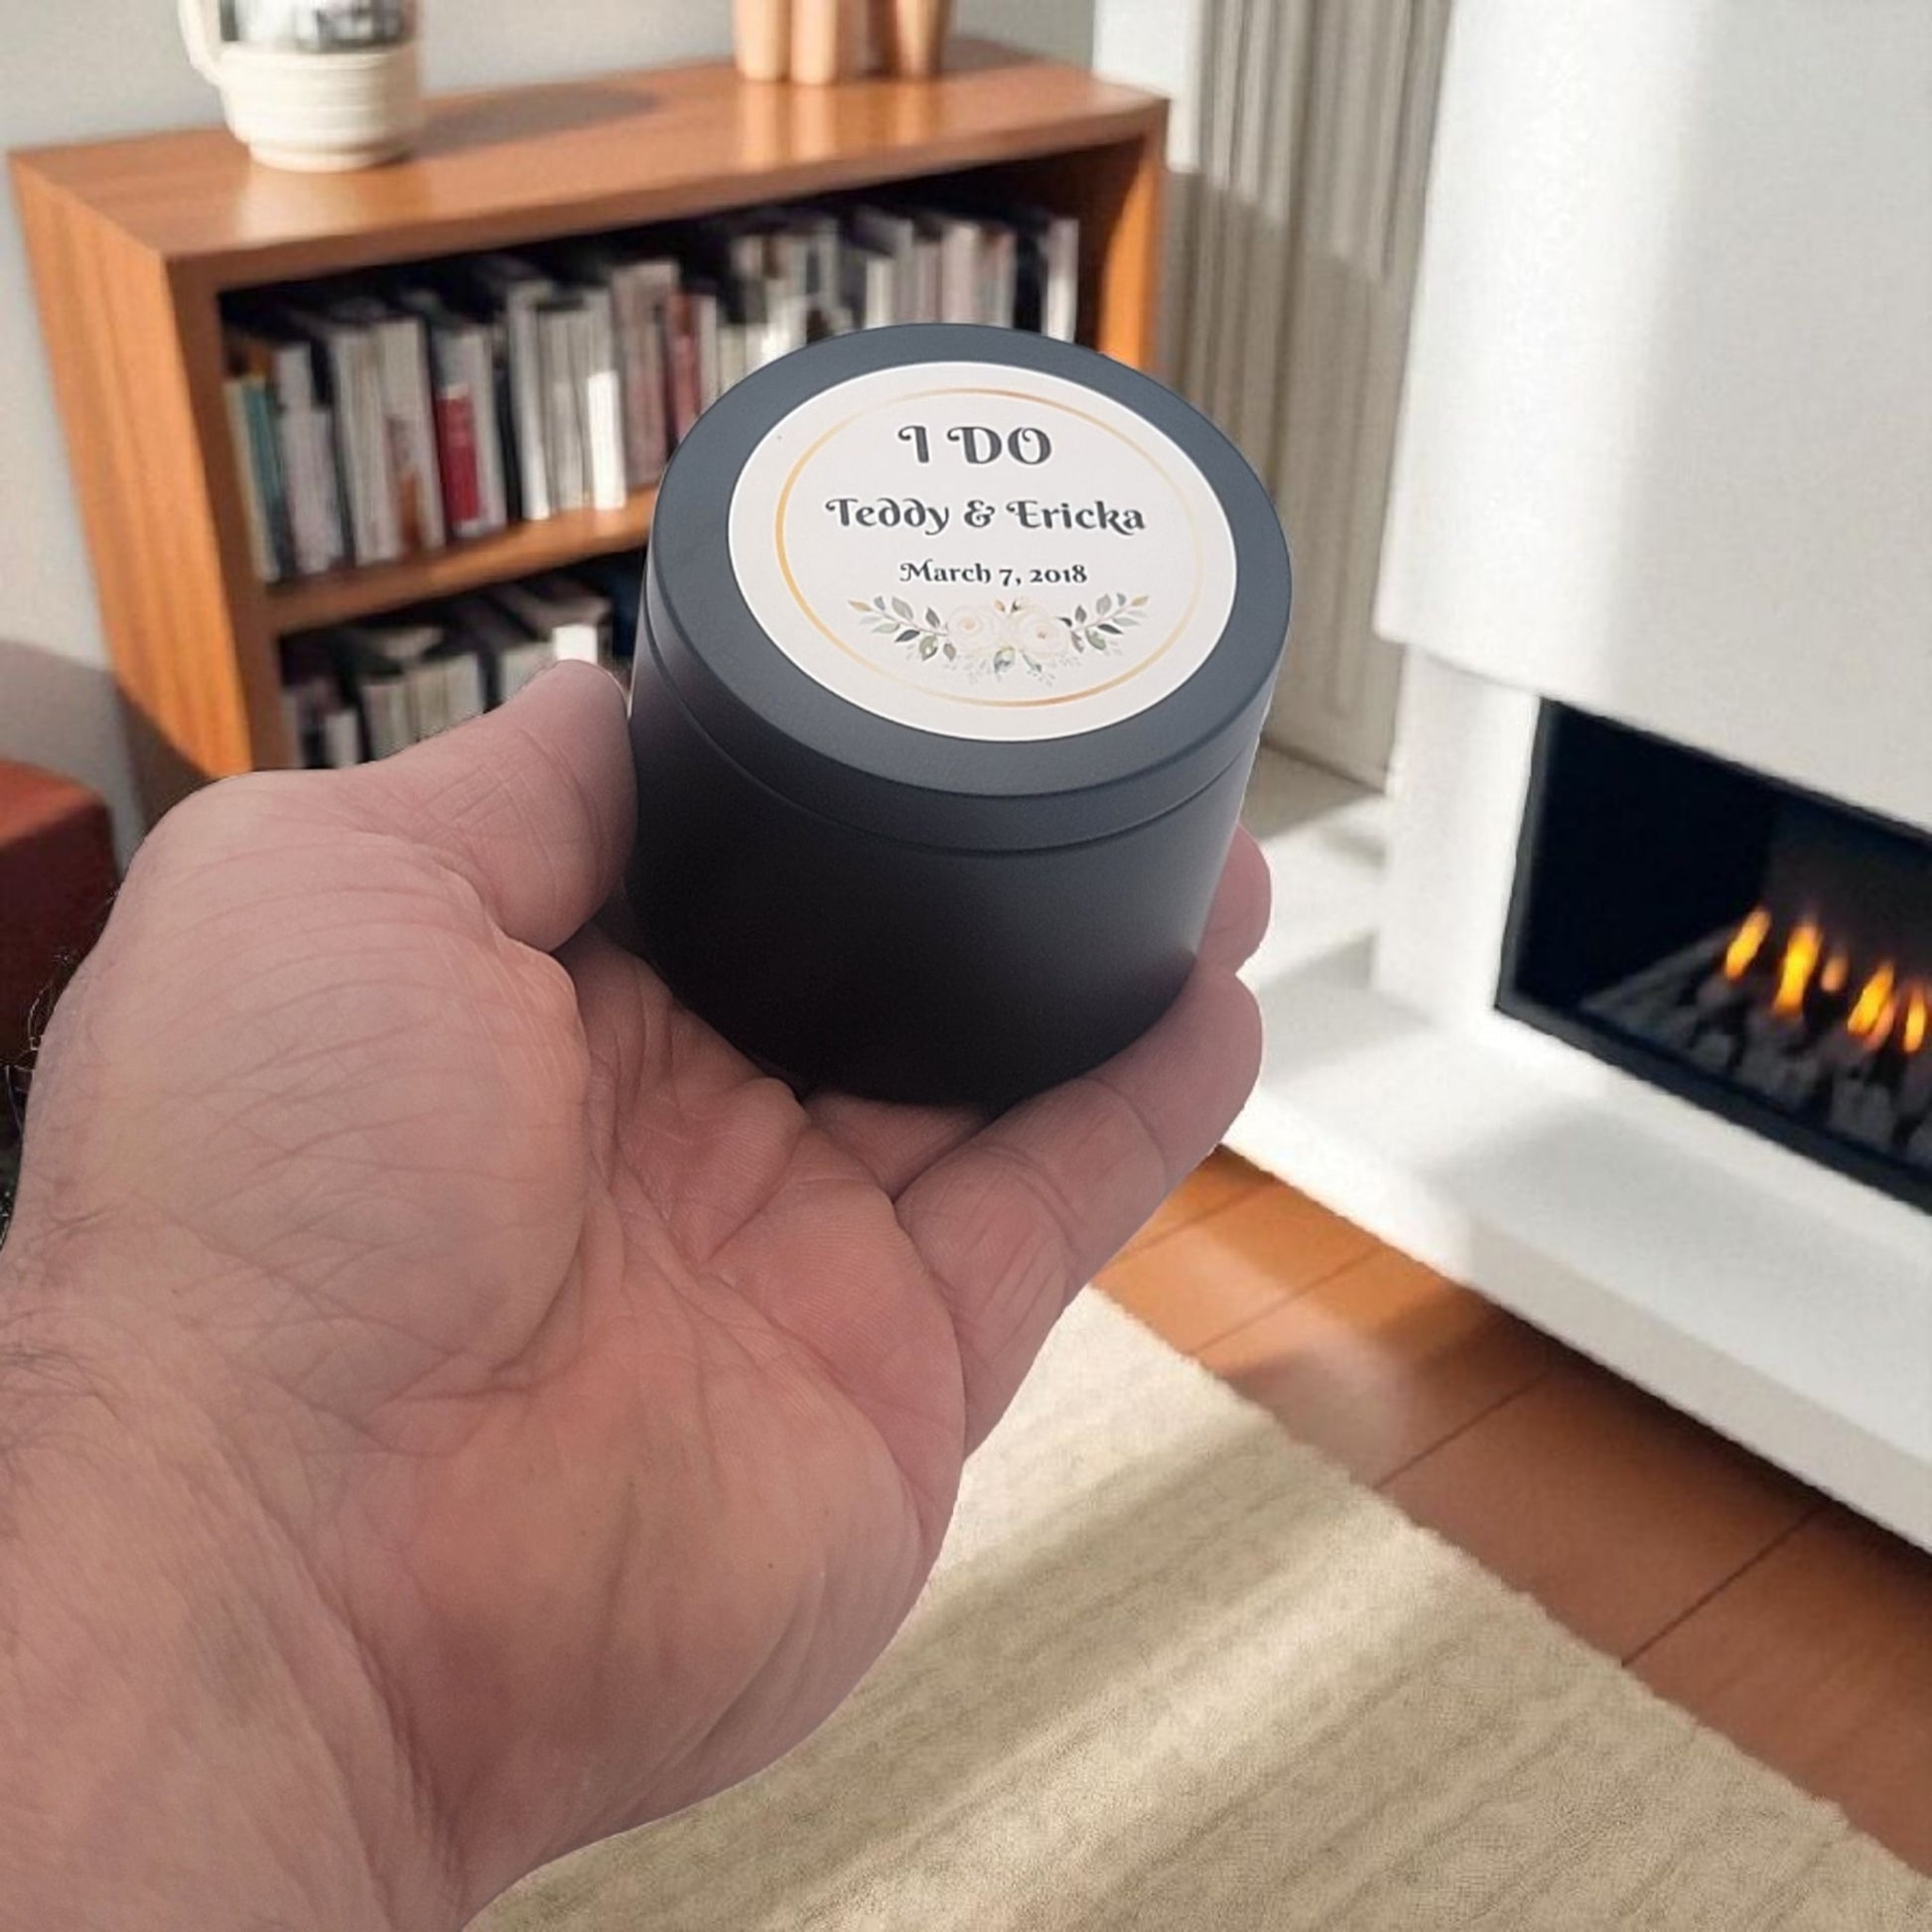 I DO
Teddy & Ericka
March 7, 2018